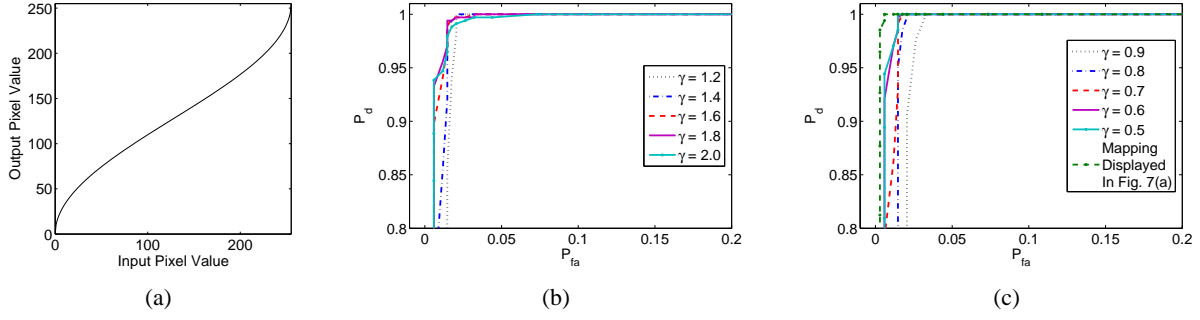 250
200
150
100
50
0
Output Pixel Value
0
100
200
Input Pixel Value
(a)
1
0.95
0.9
0.85
0.8
P_d
0
0.05
0.1
0.15
0.2
P_fa
γ = 1.2
γ = 1.4
γ = 1.6
γ = 1.8
γ = 2.0
(b)
1
0.95
0.9
0.85
0.8
P_d
0
0.05
0.1
0.15
0.2
P_fa
γ = 0.9
γ = 0.8
γ = 0.7
γ = 0.6
γ = 0.5
Mapping
Displayed
In Fig. 7(a)
(c)